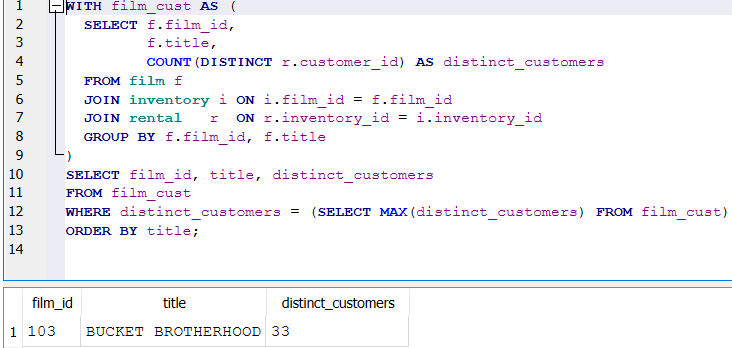 1 WITH film_cust AS (
2 SELECT f.film_id,
3 f.title,
4 COUNT(DISTINCT r.customer_id) AS distinct_customers
5 FROM film f
6 JOIN inventory i ON i.film_id = f.film_id
7 JOIN rental   r  ON r.inventory_id = i.inventory_id
8 GROUP BY f.film_id, f.title
9 )
10 SELECT film_id, title, distinct_customers
11 FROM film_cust
12 WHERE distinct_customers = (SELECT MAX(distinct_customers) FROM film_cust)
13 ORDER BY title;
14
film_id title distinct_customers
1 103 BUCKET BROTHERHOOD 33